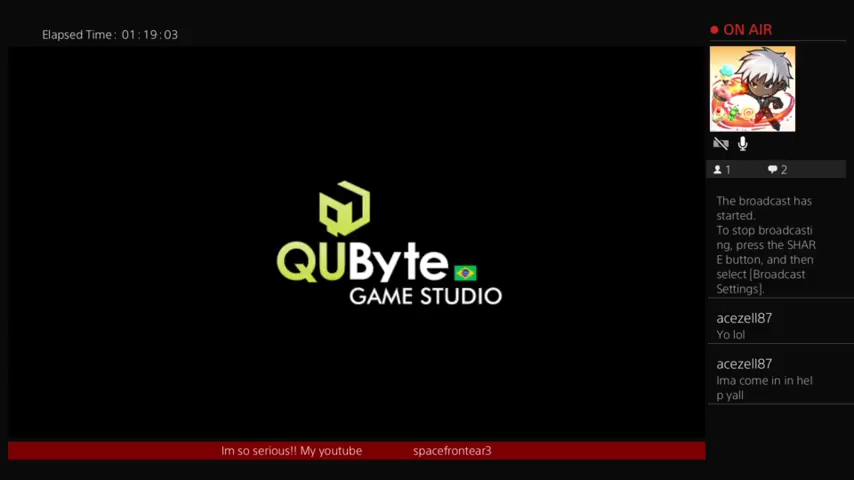 Elapsed Time: 01:19:03
ON AIR
1
2
The broadcast has
started.
To stop broadcasti
ng, press the SHAR
E button, and then
select [Broadcast
Settings].
acezell87
Yo lol
acezell87
Ima come in in hel
p yall
QUByte
GAME STUDIO
Im so serious!! My youtube spacefrontear3